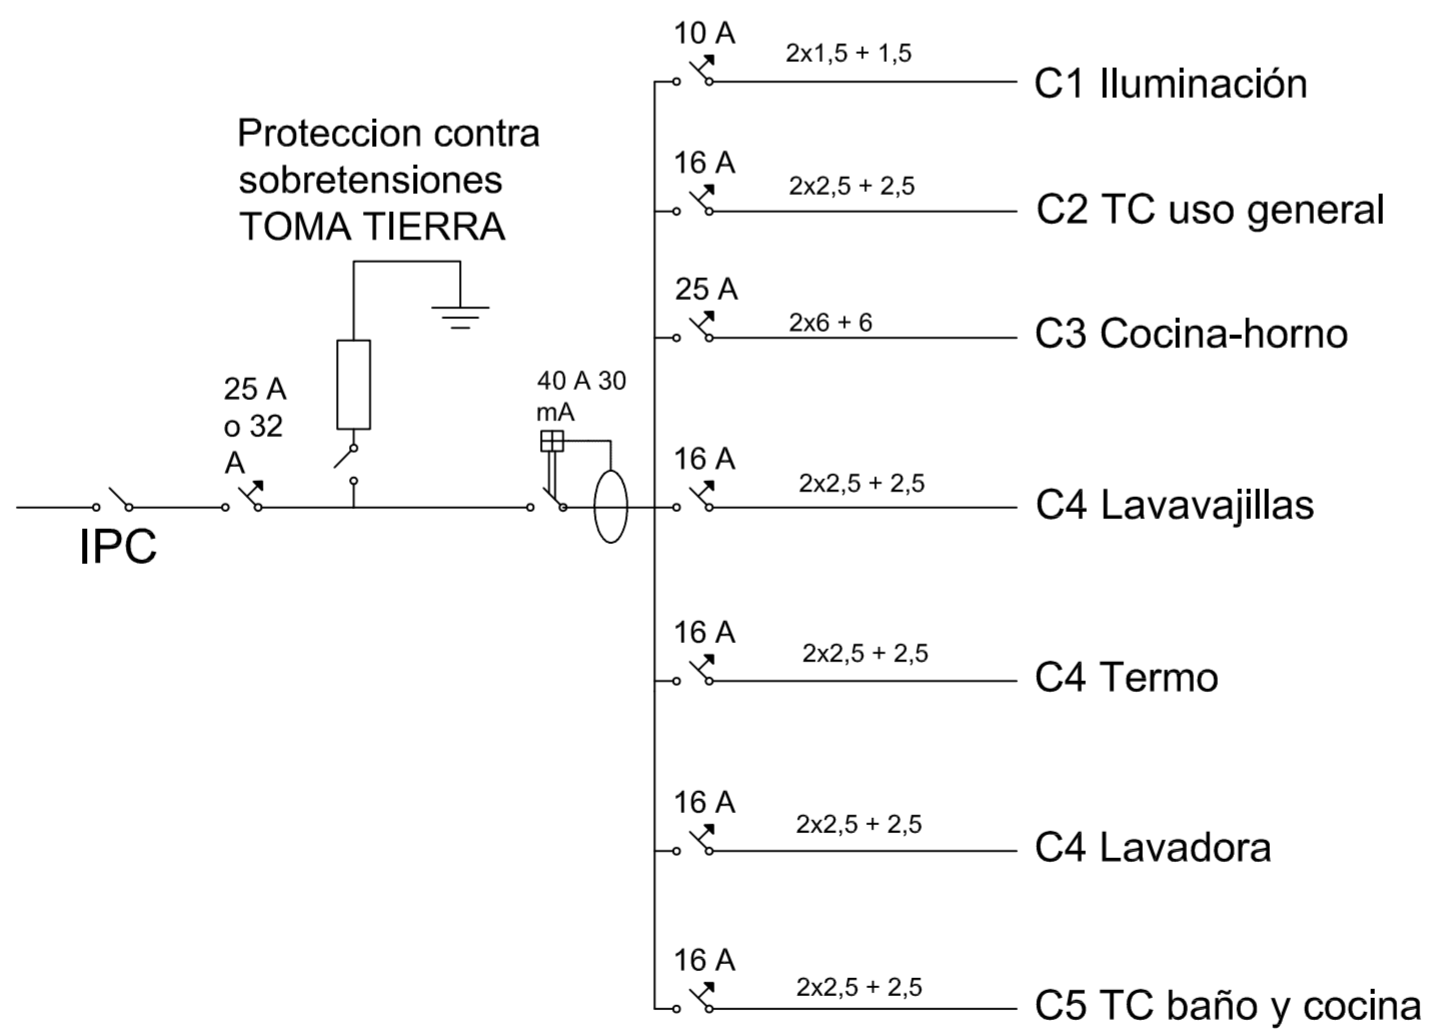 Proteccion contra
sobretensiones
TOMA TIERRA
25 A
o 32
A
IPC
40 A 30
mA
10 A
2x1,5 + 1,5
C1 Iluminación
16 A
2x2,5 + 2,5
C2 TC uso general
25 A
2x6 + 6
C3 Cocina-horno
16 A
2x2,5 + 2,5
C4 Lavavajillas
16 A
2x2,5 + 2,5
C4 Termo
16 A
2x2,5 + 2,5
C4 Lavadora
16 A
2x2,5 + 2,5
C5 TC baño y cocina